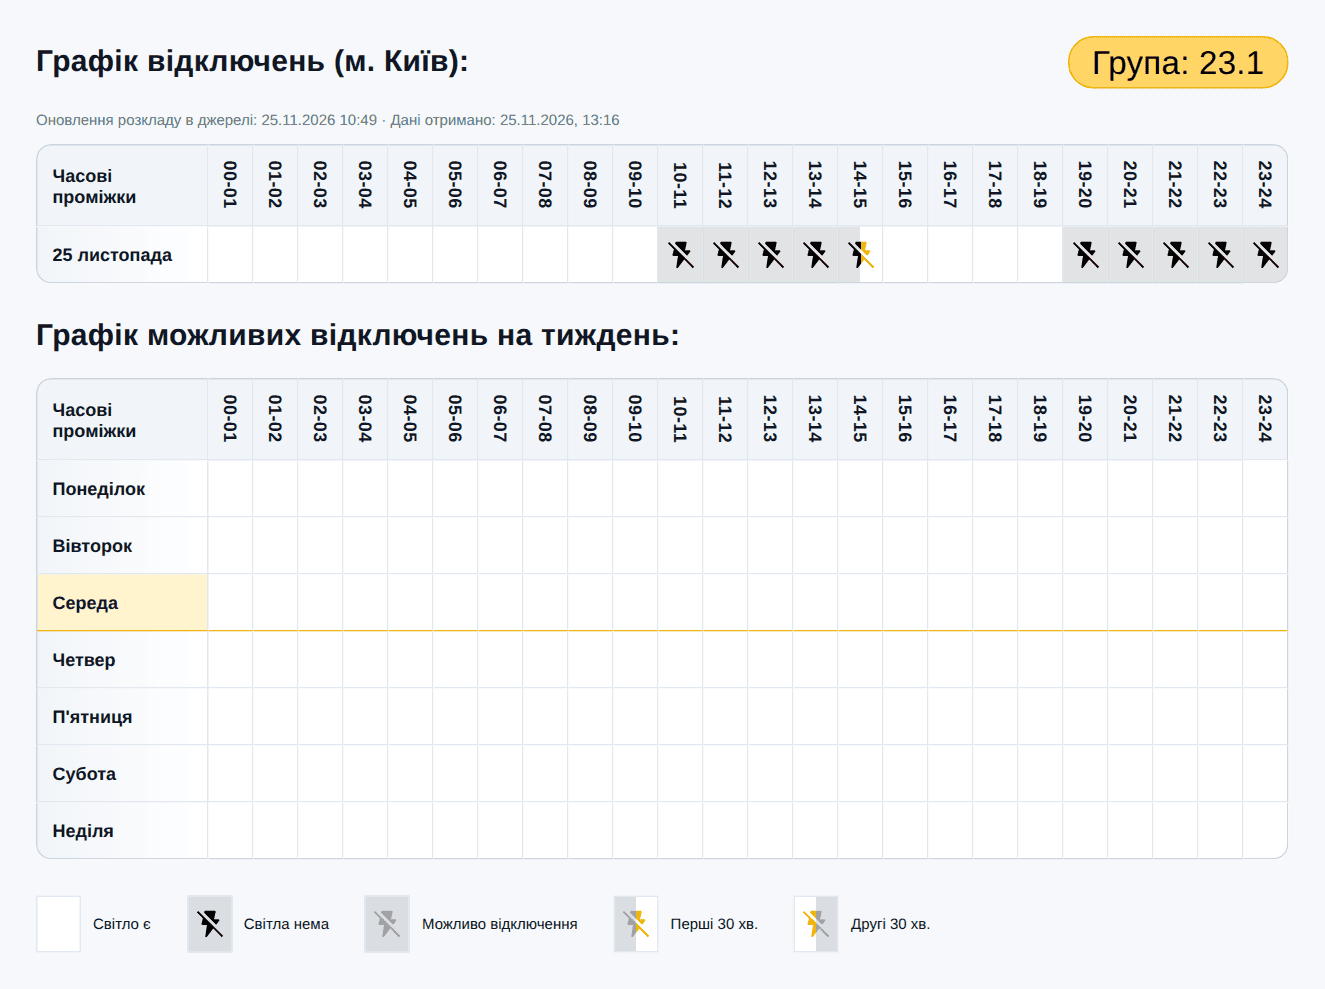 Графік відключень (м. Київ):
Група: 23.1
Оновлення розкладу в джерелі: 25.11.2026 10:49 · Дані отримано: 25.11.2026, 13:16
Часові проміжки 00-01 01-02 02-03 03-04 04-05 05-06 06-07 07-08 08-09 09-10 10-11 11-12 12-13 13-14 14-15 15-16 16-17 17-18 18-19 19-20 20-21 21-22 22-23 23-24
25 листопада
Графік можливих відключень на тиждень:
Часові проміжки 00-01 01-02 02-03 03-04 04-05 05-06 06-07 07-08 08-09 09-10 10-11 11-12 12-13 13-14 14-15 15-16 16-17 17-18 18-19 19-20 20-21 21-22 22-23 23-24
Понеділок
Вівторок
Середа
Четвер
П'ятниця
Субота
Неділя
Світло є Світла нема Можливо відключення Перші 30 хв. Другі 30 хв.